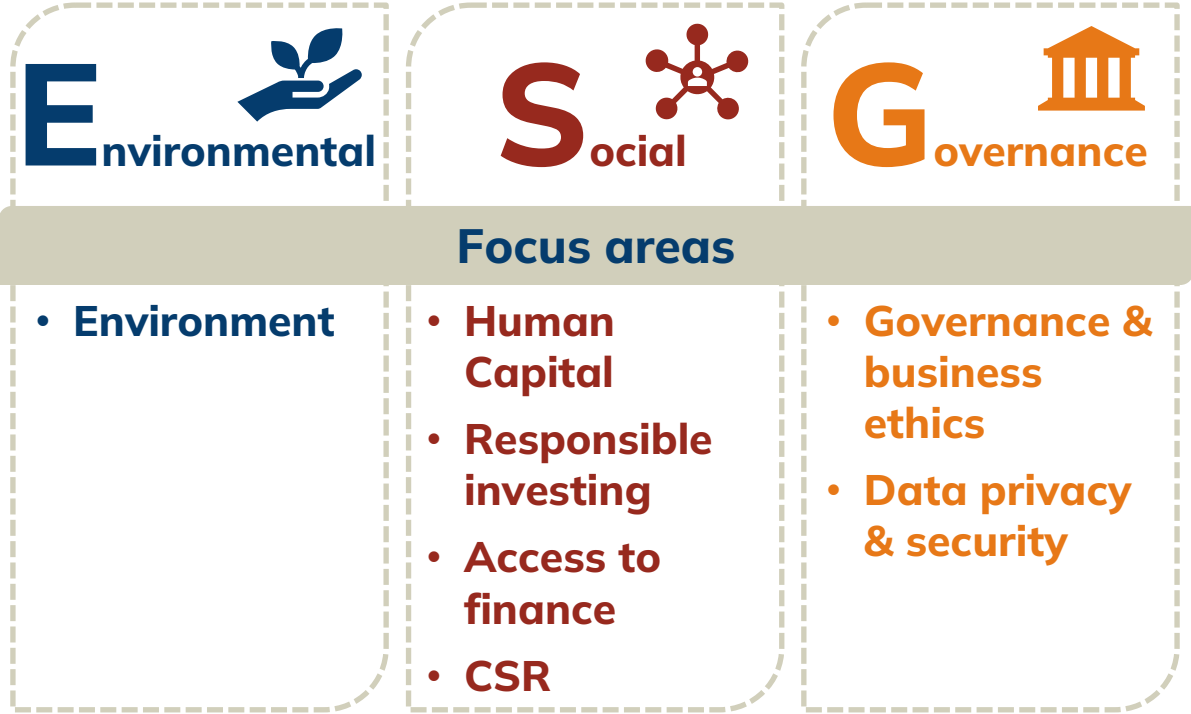 Environmental
Social
Governance
Focus areas
• Environment
• Human
Capital
• Responsible
investing
• Access to
finance
• CSR
• Governance &
business
ethics
• Data privacy
& security